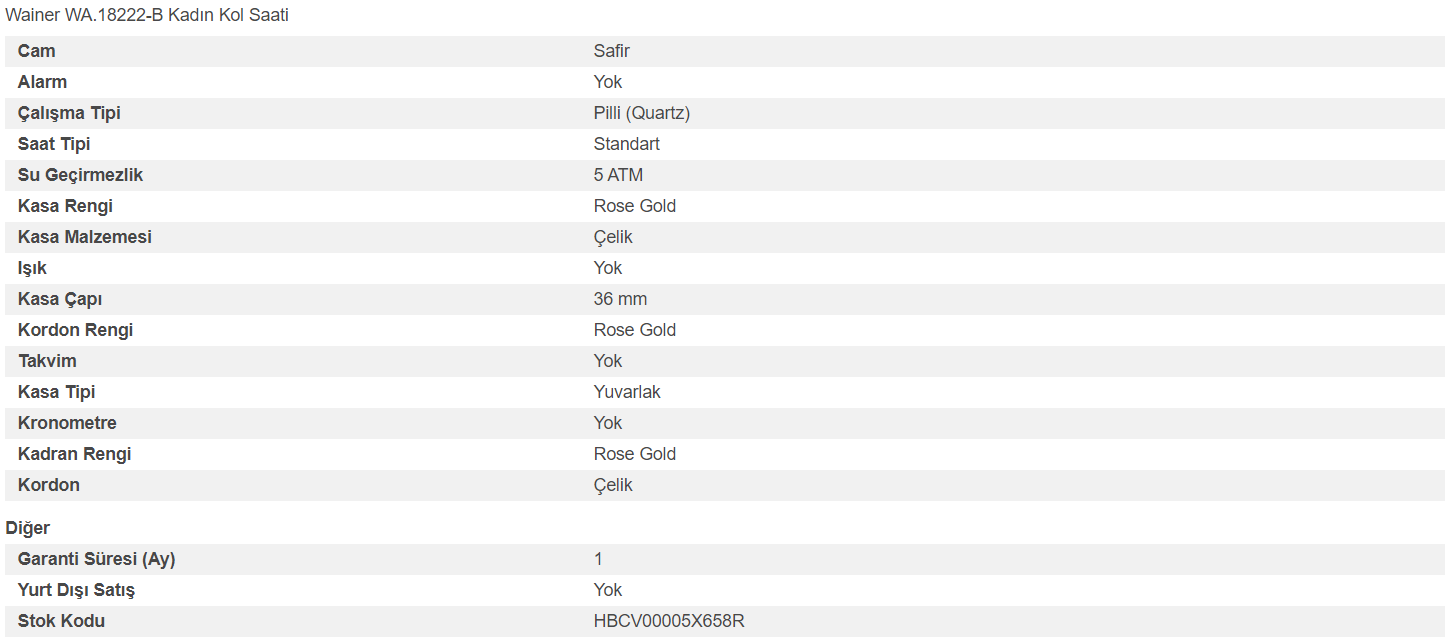 Wainer WA.18222-B Kadın Kol Saati
Cam Safir
Alarm Yok
Çalışma Tipi Pilli (Quartz)
Saat Tipi Standart
Su Geçirmezlik 5 ATM
Kasa Rengi Rose Gold
Kasa Malzemesi Çelik
Işık Yok
Kasa Çapı 36 mm
Kordon Rengi Rose Gold
Takvim Yok
Kasa Tipi Yuvarlak
Kronometre Yok
Kadran Rengi Rose Gold
Kordon Çelik
Diğer
Garanti Süresi (Ay) 1
Yurt Dışı Satış Yok
Stok Kodu HBCV00005X658R